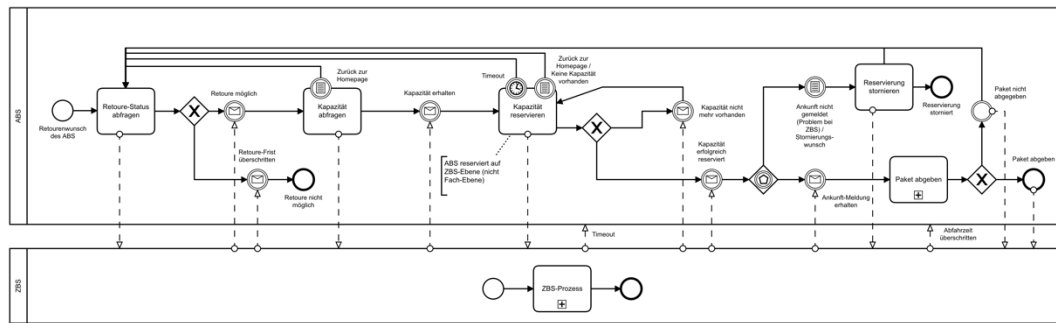 ABS
Retourenwunsch
des ABS
Retoure-Status
abfragen
X
Retoure möglich
Retoure-Frist
überschritten
Retoure nicht
möglich
Zurück zur
Homepage
Kapazität
abfragen
Kapazität erhalten
Timeout
Zurück zur
Homepage /
Keine Kapazität
vorhanden
Kapazität
reservieren
ABS reserviert auf
ZBS-Ebene (nicht
Fach-Ebene)
X
Kapazität nicht
mehr vorhanden
Kapazität
erfolgreich
reserviert
Ankunft nicht
gemeldet
(Problem bei
ZBS) /
Stornierungs-
wunsch
Ankunft-Meldung
erhalten
Reservierung
stornieren
Reservierung
storniert
Paket abgeben
X
Paket nicht
abgegeben
Paket abgeben
Timeout
Abfahrzeit
überschritten
ZBS
ZBS-Prozess